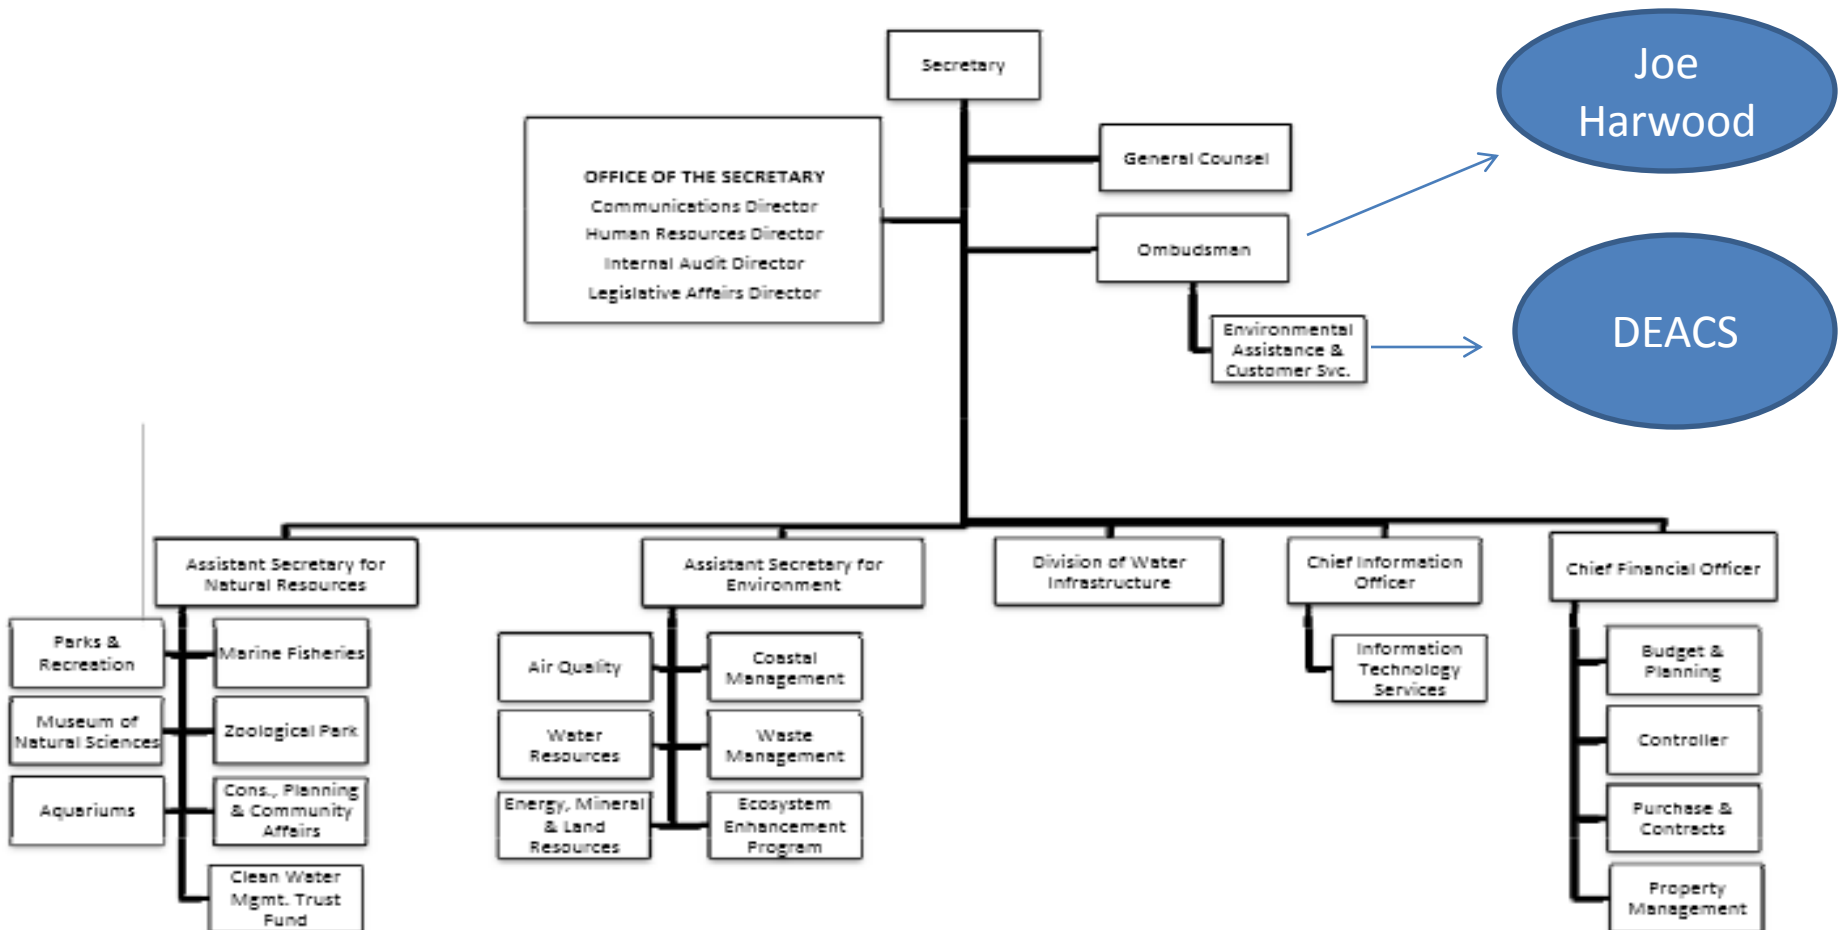 Secretary
Joe
Harwood
OFFICE OF THE SECRETARY
Communications Director
Human Resources Director
Internal Audit Director
Legislative Affairs Director
General Counsel
Ombudsman
Environmental
Assistance &
Customer Svc.
DEACS
Assistant Secretary for
Natural Resources
Parks &
Recreation
Marine Fisheries
Museum of
Natural Sciences
Zoological Park
Aquariums
Cons., Planning
& Community
Affairs
Clean Water
Mgmt. Trust
Fund
Assistant Secretary for
Environment
Air Quality
Coastal
Management
Water
Resources
Waste
Management
Energy, Mineral
& Land
Resources
Ecosystem
Enhancement
Program
Division of Water
Infrastructure
Chief Information
Officer
Information
Technology
Services
Chief Financial Officer
Budget &
Planning
Controller
Purchase &
Contracts
Property
Management